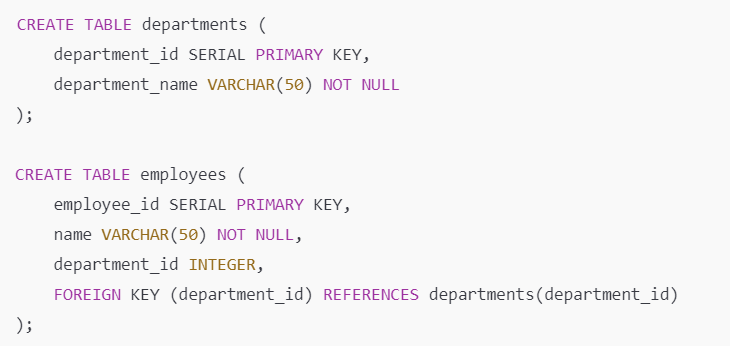 CREATE TABLE departments (
    department_id SERIAL PRIMARY KEY,
    department_name VARCHAR(50) NOT NULL
);

CREATE TABLE employees (
    employee_id SERIAL PRIMARY KEY,
    name VARCHAR(50) NOT NULL,
    department_id INTEGER,
    FOREIGN KEY (department_id) REFERENCES departments(department_id)
);